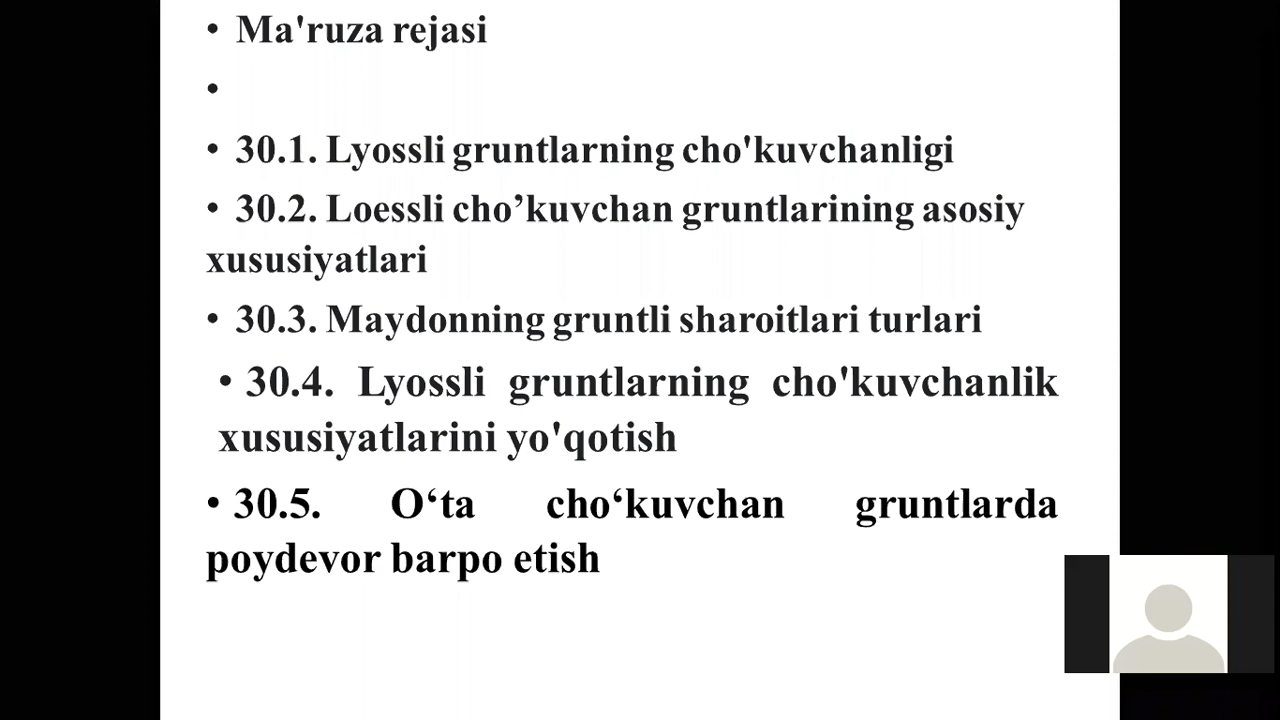 • Ma'ruza rejasi
•
• 30.1. Lyossli gruntlarning cho'kuvchanligi
• 30.2. Loessli cho’kuvchan gruntlarining asosiy
xususiyatlari
• 30.3. Maydonning gruntli sharoitlari turlari
• 30.4. Lyossli gruntlarning cho'kuvchanlik
xususiyatlarini yo'qotish
• 30.5. O‘ta cho‘kuvchan gruntlarda
poydevor barpo etish